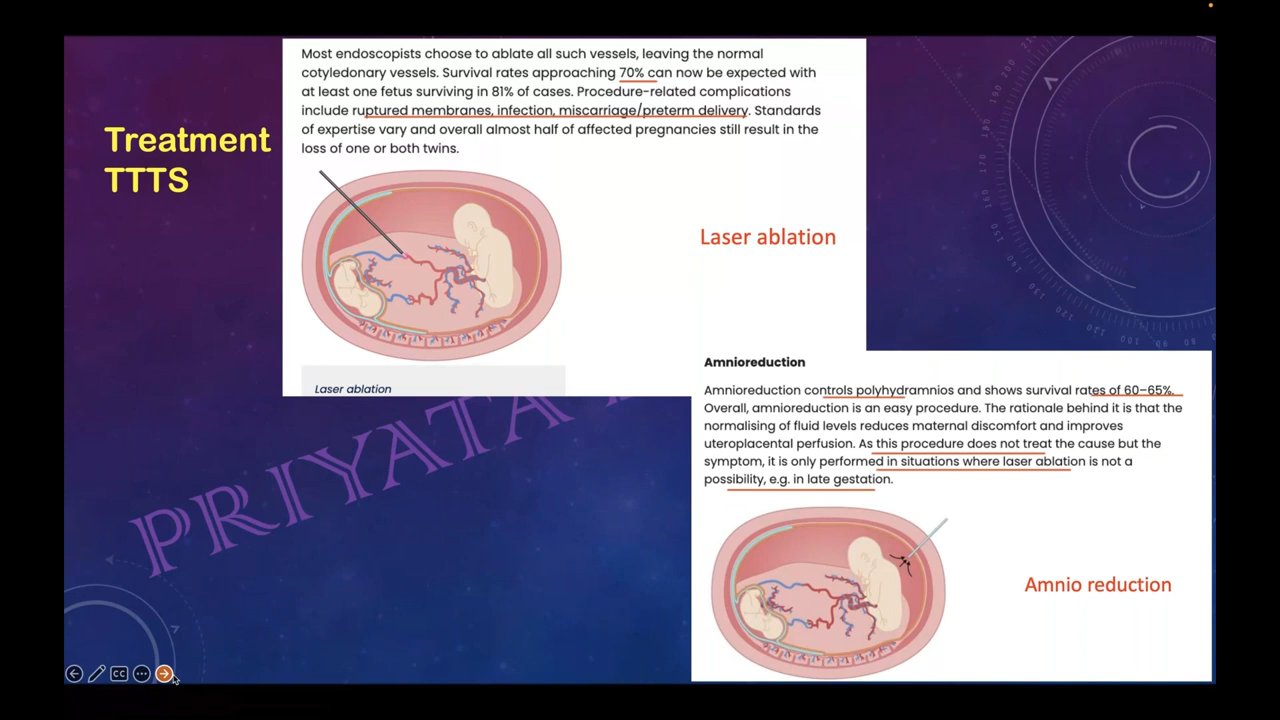 Treatment
TTTS
Most endoscopists choose to ablate all such vessels, leaving the normal
cotyledonary vessels. Survival rates approaching 70% can now be expected with
at least one fetus surviving in 81% of cases. Procedure-related complications
include ruptured membranes, infection, miscarriage/preterm delivery. Standards
of expertise vary and overall almost half of affected pregnancies still result in the
loss of one or both twins.
Laser ablation
Laser ablation
Amnioreduction
Amnioreduction controls polyhydramnios and shows survival rates of 60–65%.
Overall, amnioreduction is an easy procedure. The rationale behind it is that the
normalising of fluid levels reduces maternal discomfort and improves
uteroplacental perfusion. As this procedure does not treat the cause but the
symptom, it is only performed in situations where laser ablation is not a
possibility, e.g. in late gestation.
Amnio reduction
PRIYATA
CC